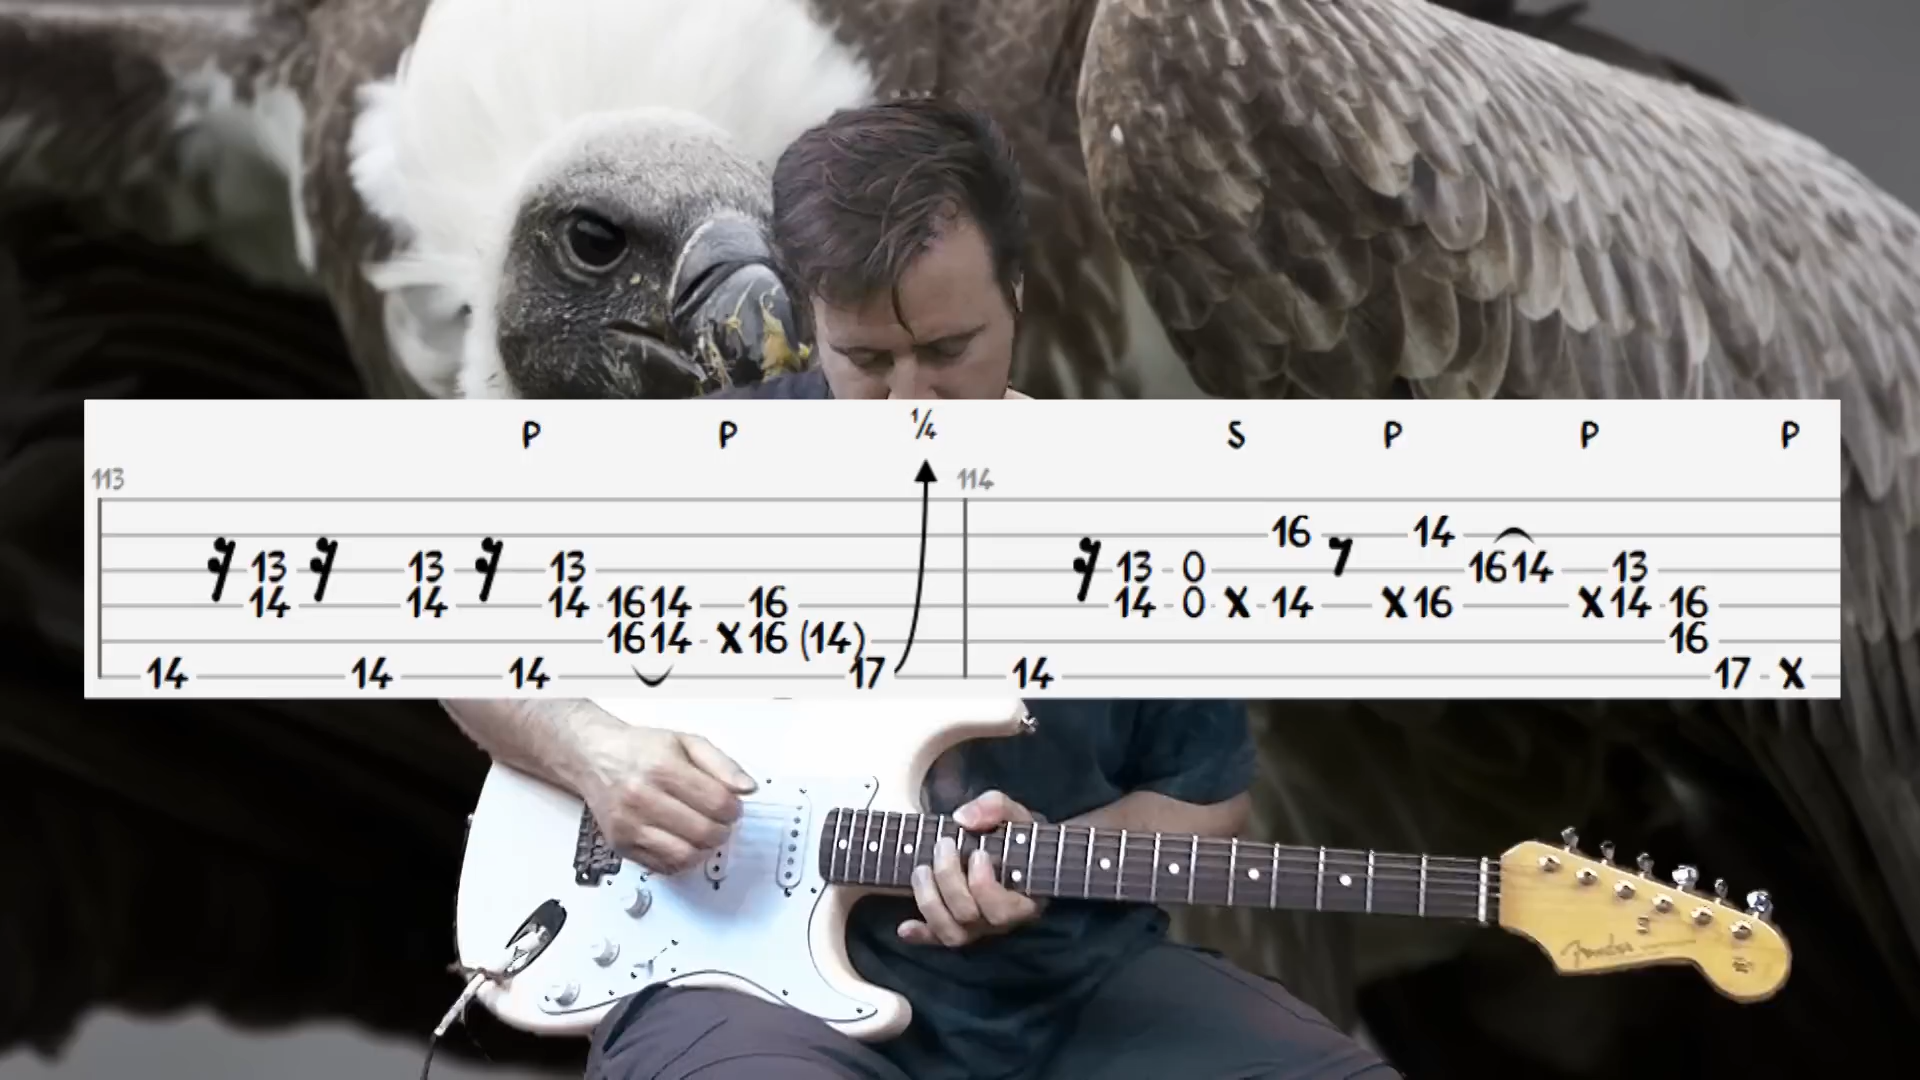 P P 1/4 S P P P
113 114
16 14
13 13 13 13 0 16 14 13
14 14 14 16 14 16 14 0 X 14 X 16 X 14 16
16 14 X 16 (14) 16
14 14 14 17 14 17 X
Fender